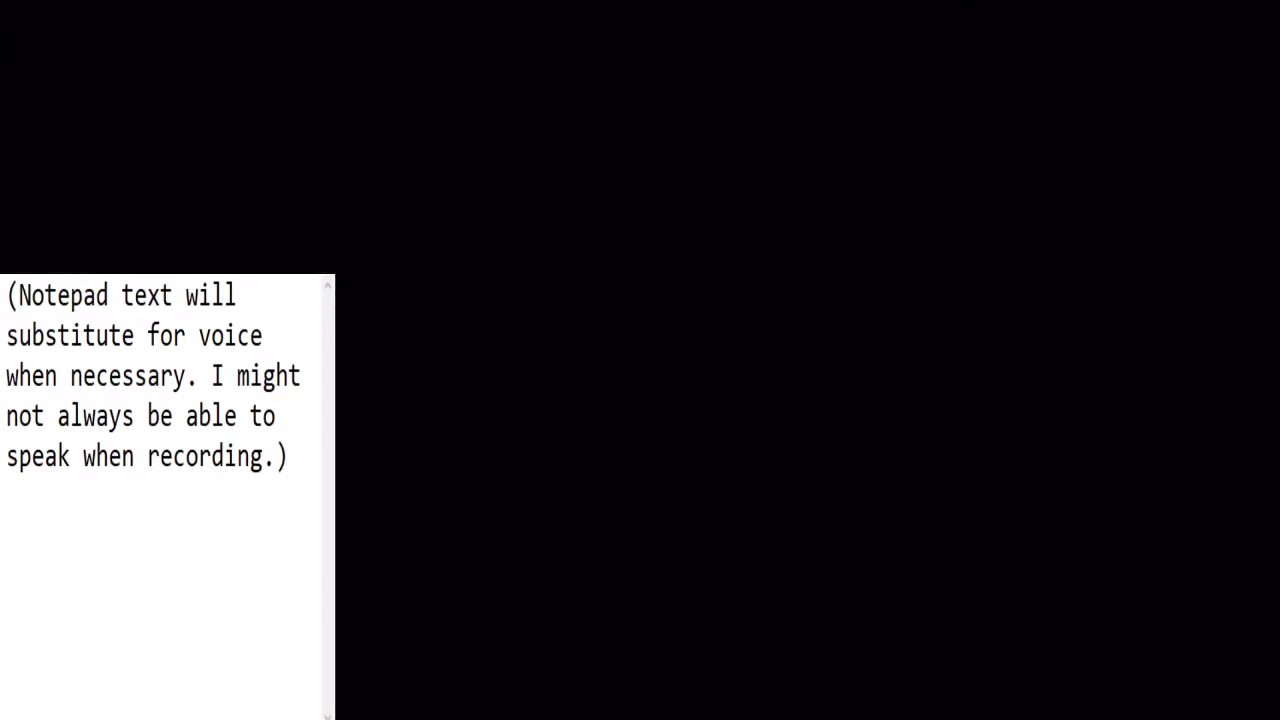 (Notepad text will
substitute for voice
when necessary. I might
not always be able to
speak when recording.)